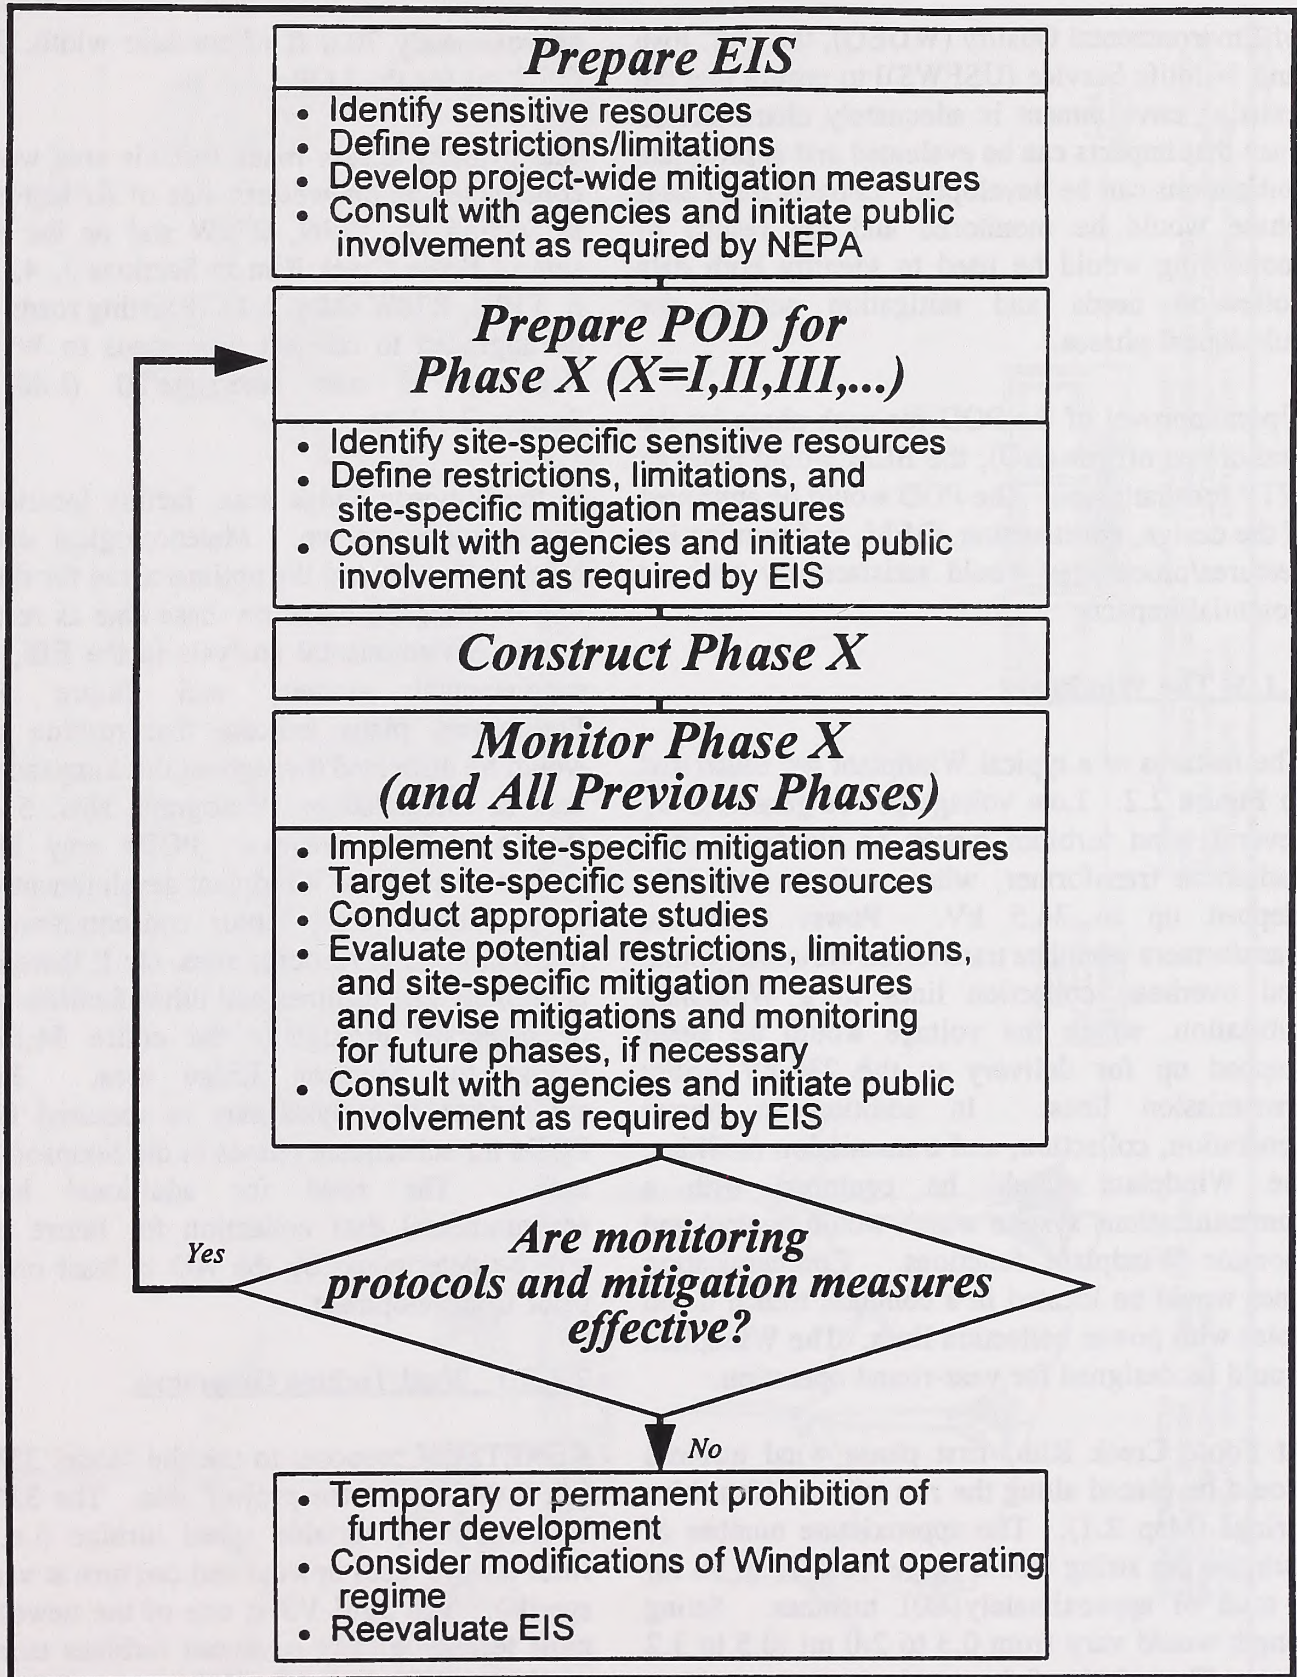 Prepare EIS
• Identify sensitive resources
• Define restrictions/limitations
• Develop project-wide mitigation measures
• Consult with agencies and initiate public
involvement as required by NEPA
Prepare POD for
Phase X (X=I,II,III,...)
• Identify site-specific sensitive resources
• Define restrictions, limitations, and
site-specific mitigation measures
• Consult with agencies and initiate public
involvement as required by EIS
Construct Phase X
Monitor Phase X
(and All Previous Phases)
• Implement site-specific mitigation measures
• Target site-specific sensitive resources
• Conduct appropriate studies
• Evaluate potential restrictions, limitations
and site-specific mitigation measures
and revise mitigations and monitoring
for future phases, if necessary
• Consult with agencies and initiate public
involvement as required by EIS
Are monitoring
protocols and mitigation measures
effective?
Yes
No
• Temporary or permanent prohibition of
further development
• Consider modifications of Windplant operating
regime
• Reevaluate EIS